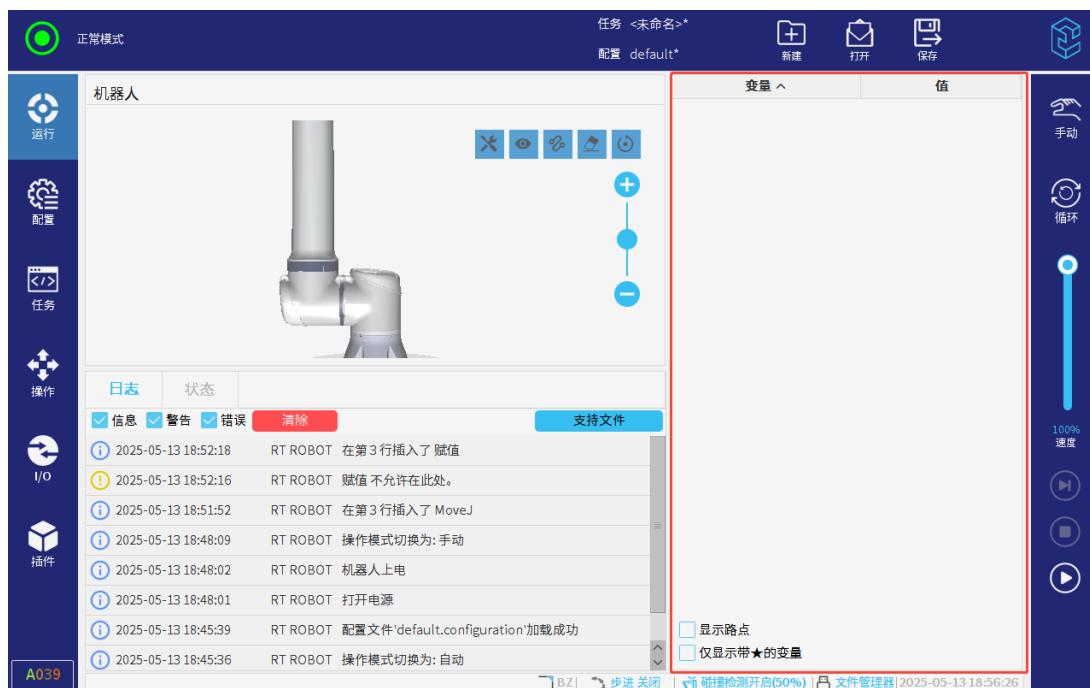 正常模式
任务 <未命名>*
配置 default*
新建
打开
保存
运行
配置
任务
操作
I/O
插件
A039
机器人
日志 状态
信息 警告 错误 清除 支持文件
2025-05-13 18:52:18 RT ROBOT 在第3行插入了 赋值
2025-05-13 18:52:16 RT ROBOT 赋值 不允许在此处。
2025-05-13 18:51:52 RT ROBOT 在第3行插入了 MoveJ
2025-05-13 18:48:09 RT ROBOT 操作模式切换为: 手动
2025-05-13 18:48:02 RT ROBOT 机器人上电
2025-05-13 18:48:01 RT ROBOT 打开电源
2025-05-13 18:45:39 RT ROBOT 配置文件'default.configuration'加载成功
2025-05-13 18:45:36 RT ROBOT 操作模式切换为: 自动
变量 值
显示路点
仅显示带★的变量
手动
循环
100%
速度
BZ| 步进 关闭 | 碰撞检测开启(50%) | 文件管理器|2025-05-13 18:56:26